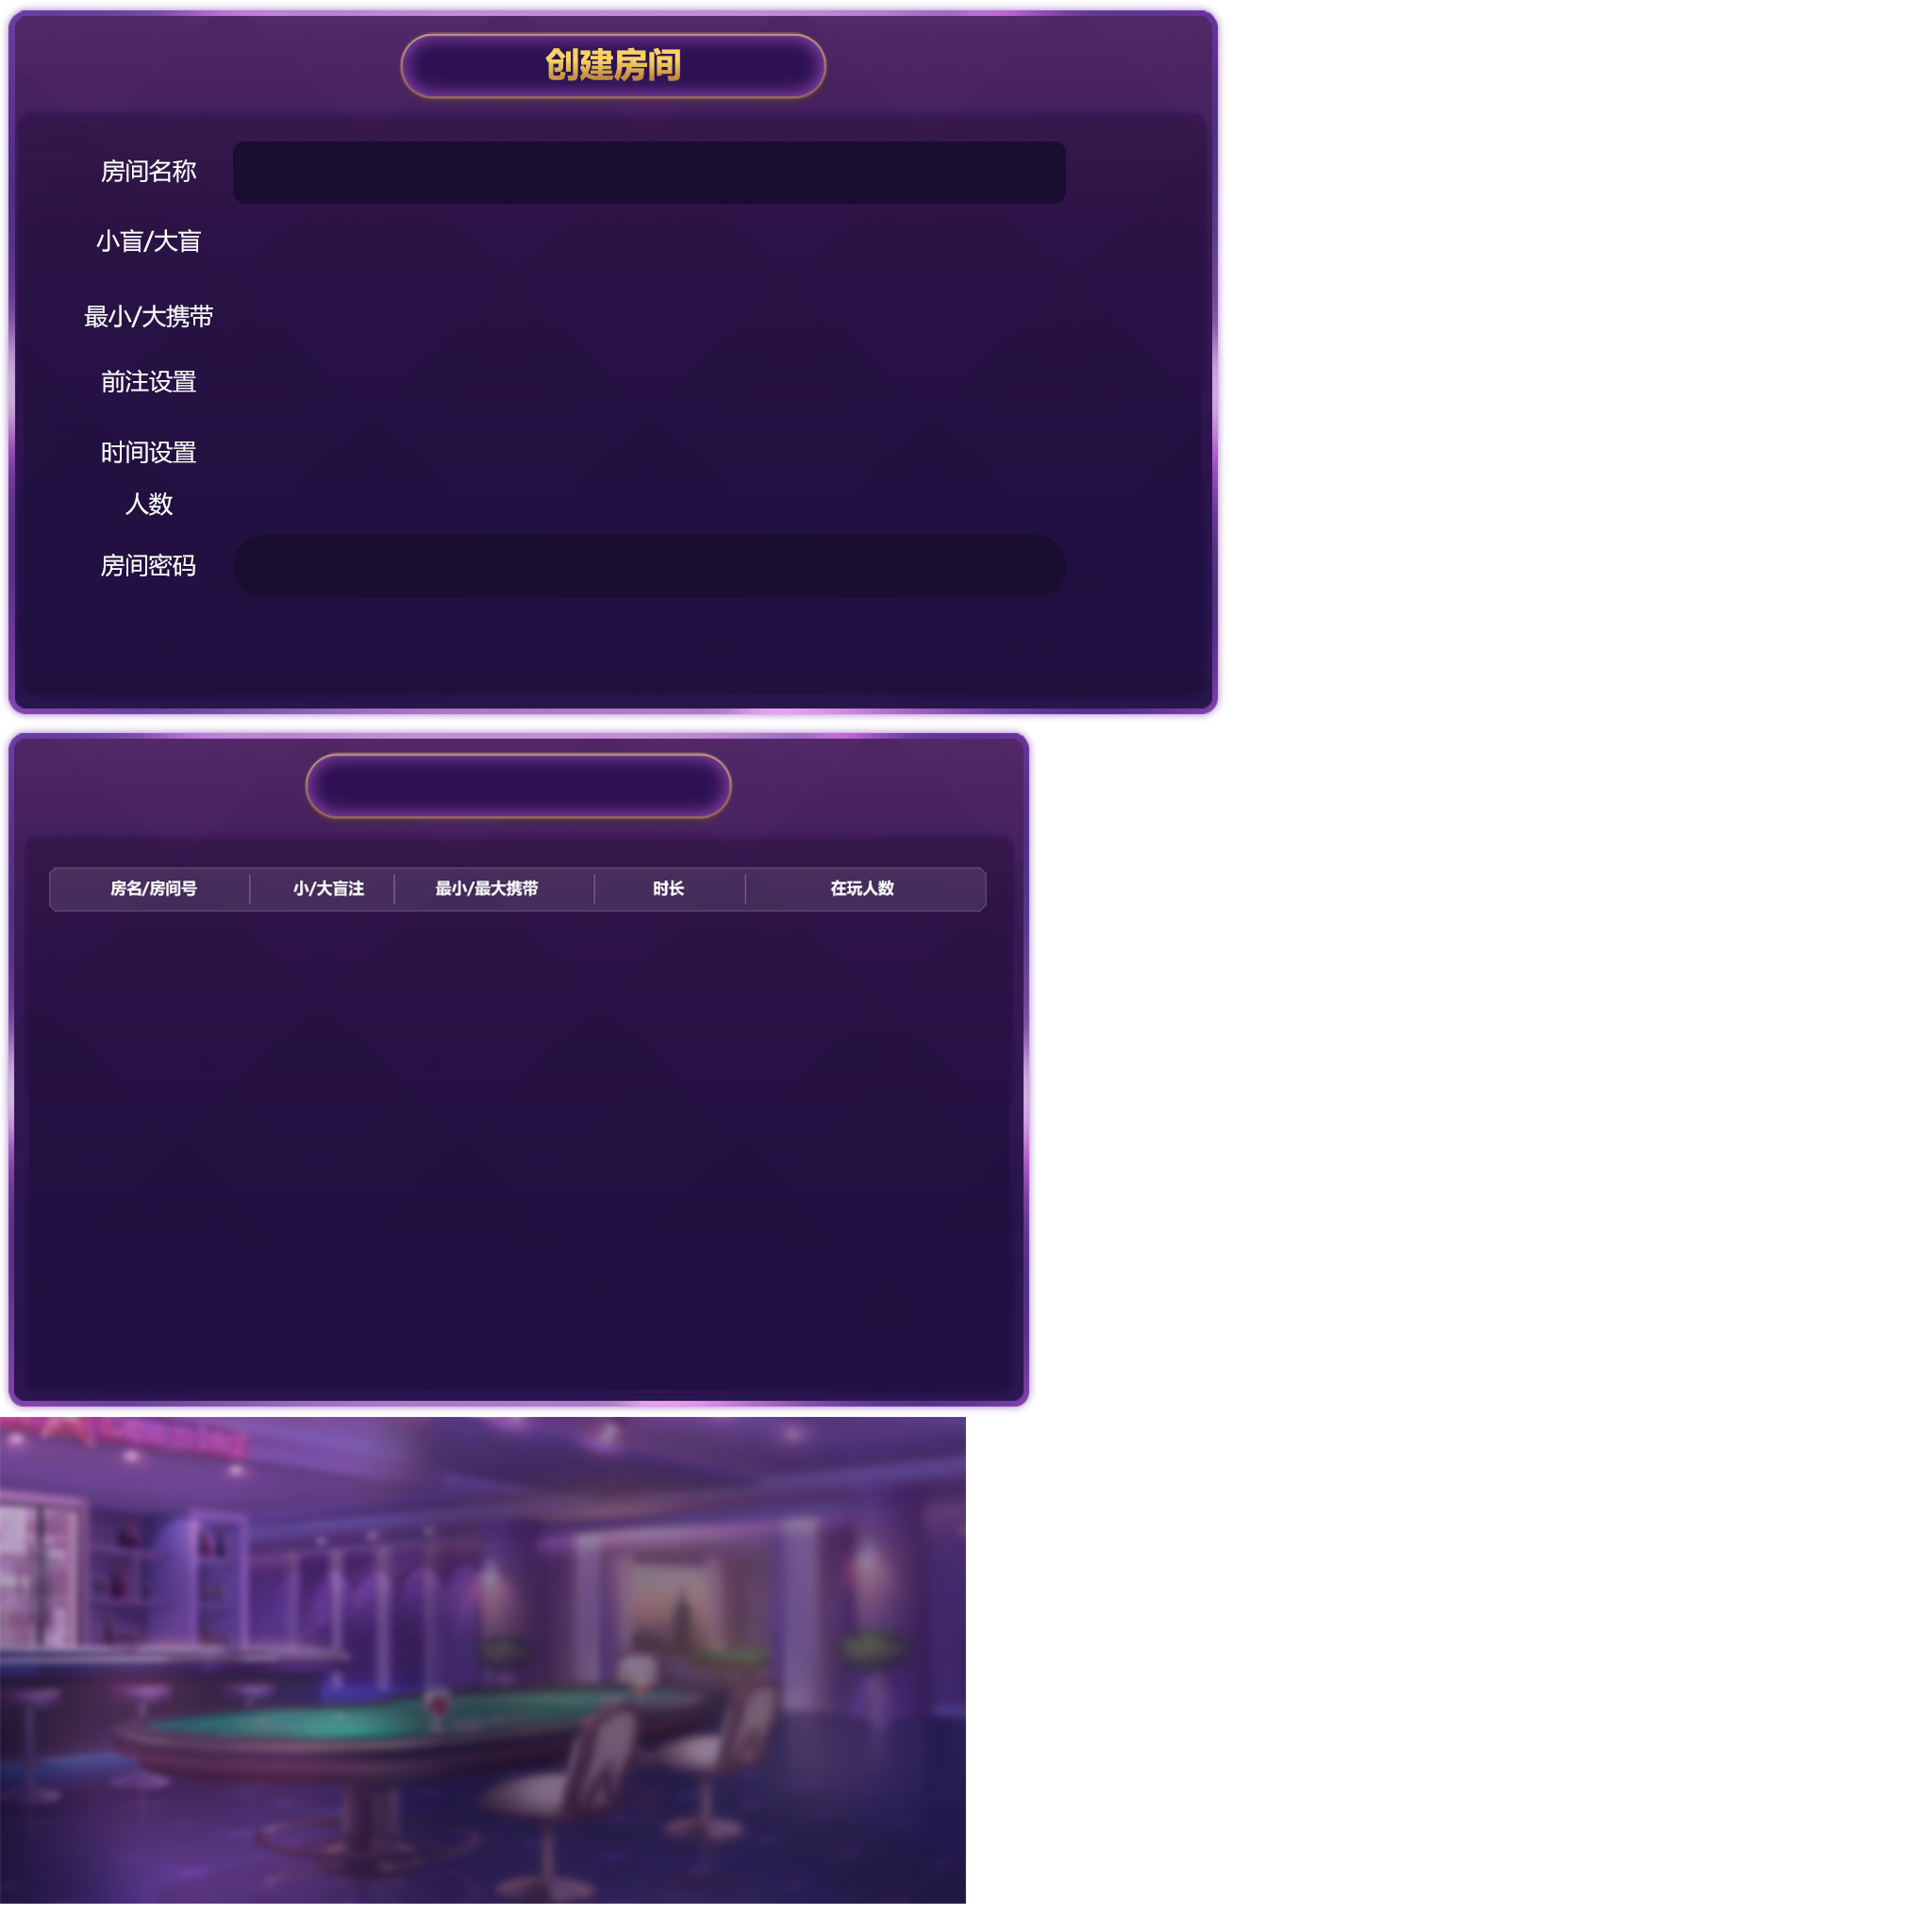 创建房间
房间名称
小盲/大盲
最小/大携带
前注设置
时间设置
人数
房间密码
房名/房间号 小/大盲注 最小/最大携带 时长 在玩人数